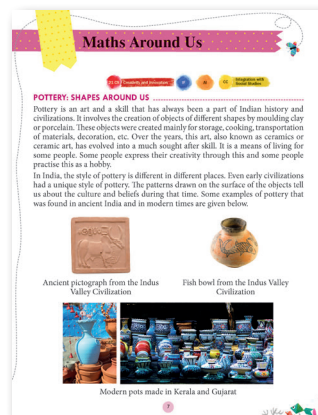 Maths Around Us
Creativity and Innovation
Integration with
Social Studies
POTTERY: SHAPES AROUND US
Pottery is an art and a skill that has always been a part of Indian history and
civilizations. It involves the creation of objects of different shapes by moulding clay
or porcelain. These objects were created mainly for storage, cooking, transportation
of materials, decoration, etc. Over the years, this art, also known as ceramics or
ceramic art, has evolved into a much sought after skill. It is a means of living for
some people. Some people express their creativity through this and some people
practise this as a hobby.
In India, the style of pottery is different in different places. Even early civilizations
had a unique style of pottery. The patterns drawn on the surface of the objects tell
us about the culture and beliefs during that time. Some examples of pottery that
was found in ancient India and in modern times are given below.
Ancient pictograph from the Indus
Valley Civilization
Fish bowl from the Indus Valley
Civilization
Modern pots made in Kerala and Gujarat